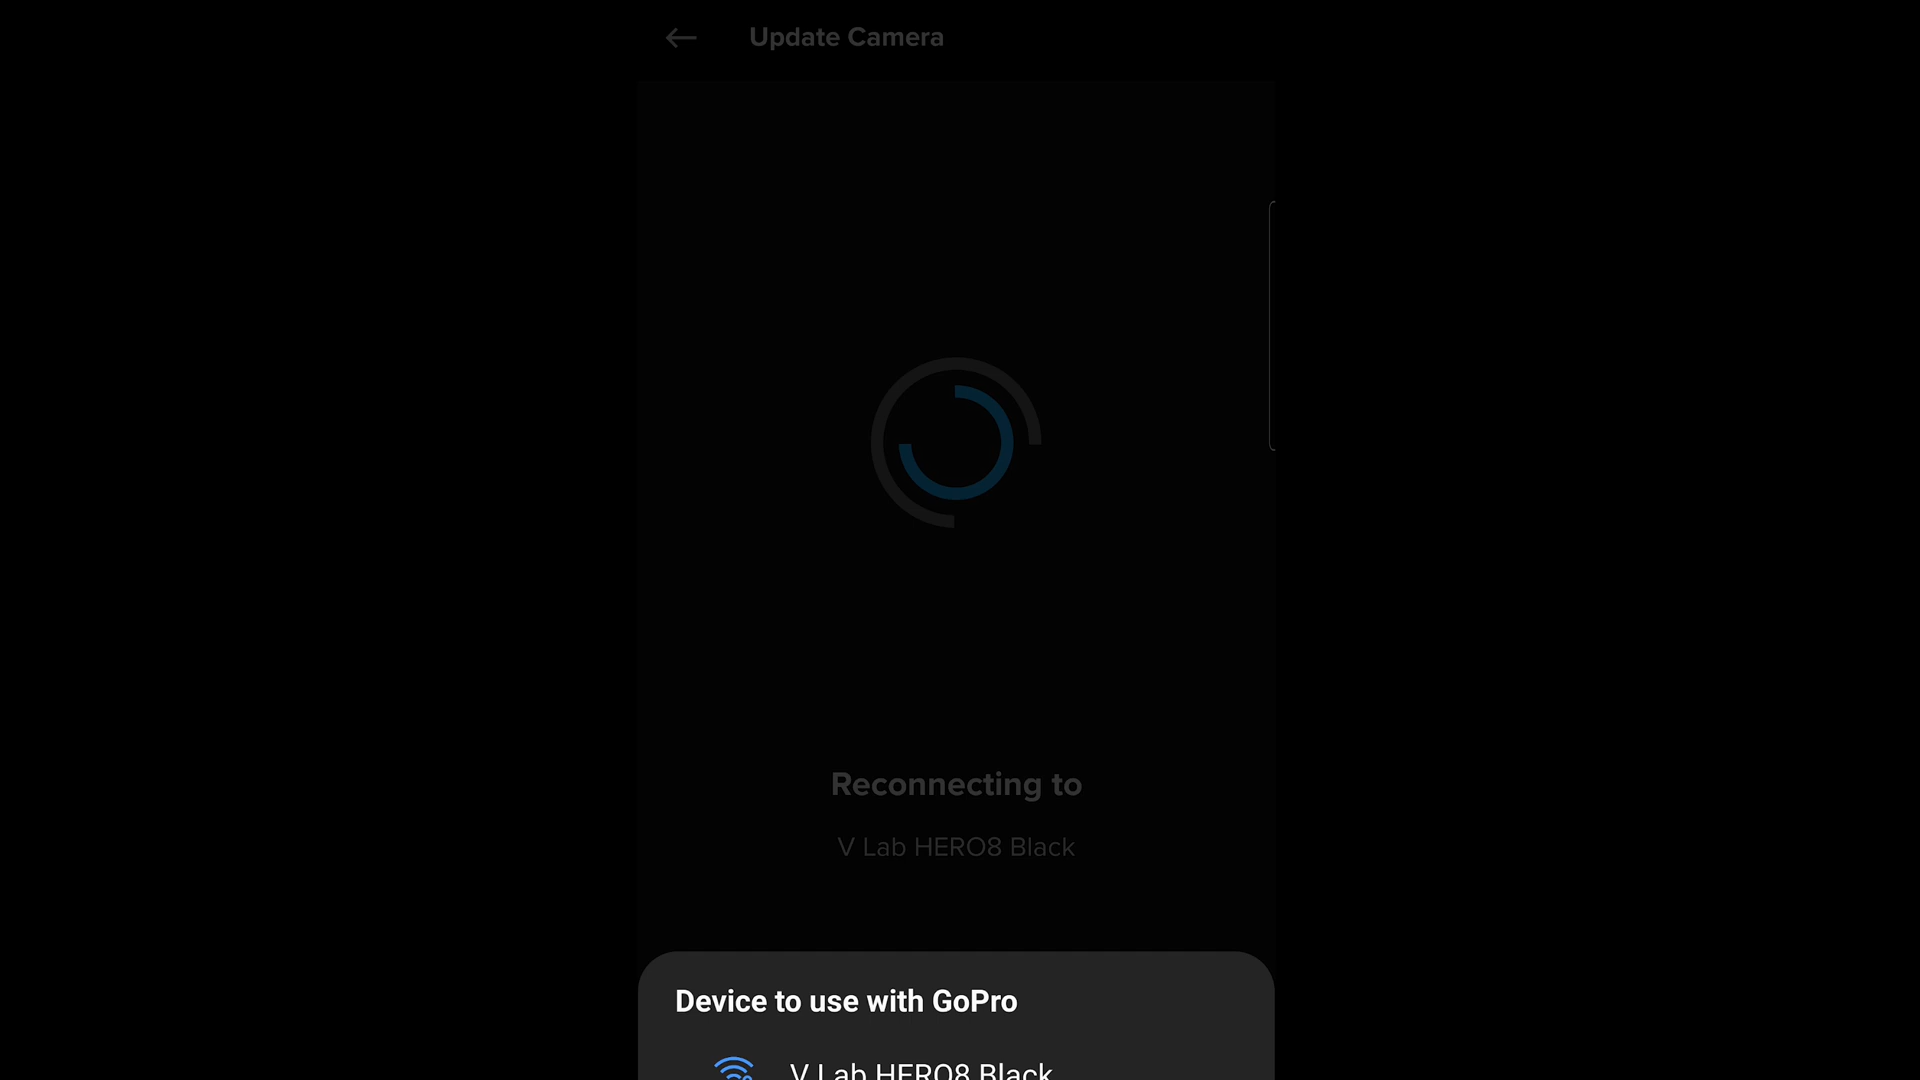 Update Camera
Reconnecting to
V Lab HERO8 Black
Device to use with GoPro
V Lab HERO8 Black